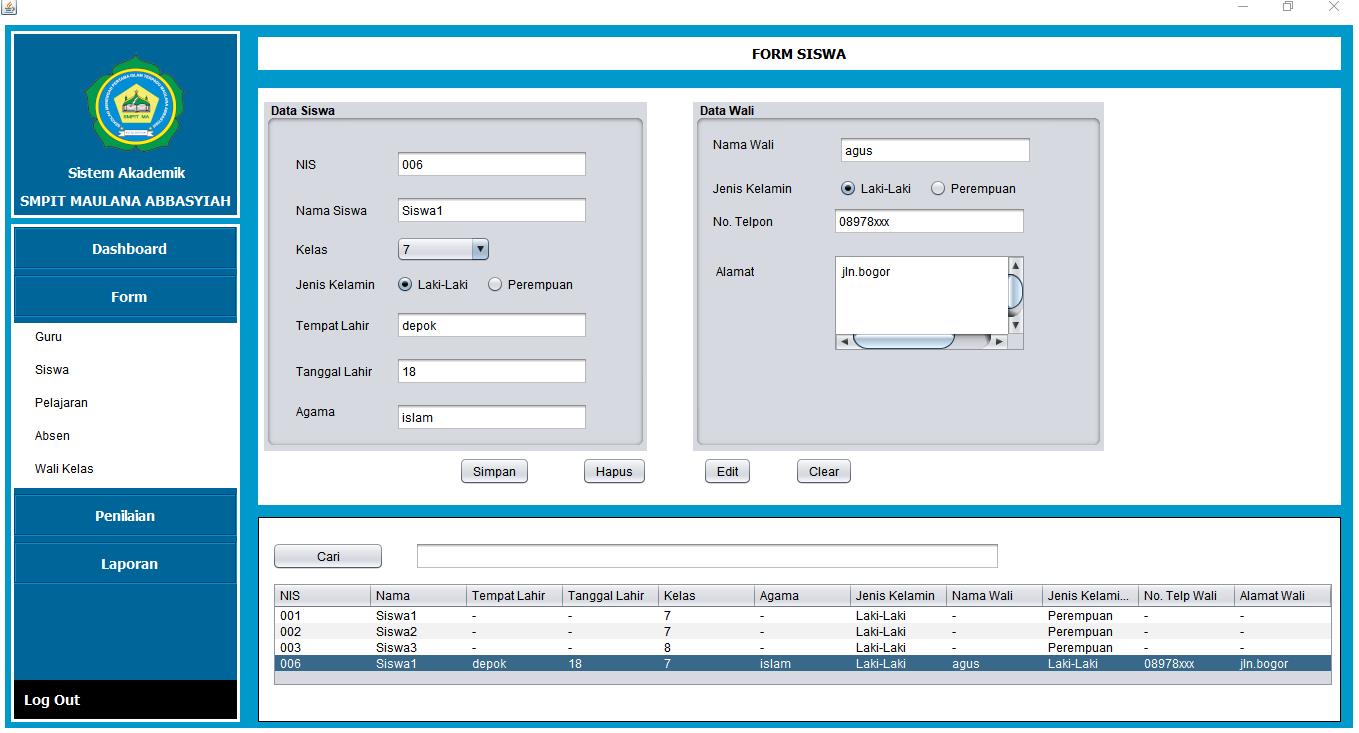 FORM SISWA
SMPIT MA
Sistem Akademik
SMPIT MAULANA ABBASYIAH
Dashboard
Form
Guru
Siswa
Pelajaran
Absen
Wali Kelas
Penilaian
Laporan
Log Out
Data Siswa
NIS 006
Nama Siswa Siswa1
Kelas 7
Jenis Kelamin Laki-Laki Perempuan
Tempat Lahir depok
Tanggal Lahir 18
Agama islam
Data Wali
Nama Wali agus
Jenis Kelamin Laki-Laki Perempuan
No. Telpon 08978xxx
Alamat jln.bogor
Simpan Hapus Edit Clear
Cari
NIS Nama Tempat Lahir Tanggal Lahir Kelas Agama Jenis Kelamin Nama Wali Jenis Kelami... No. Telp Wali Alamat Wali
001 Siswa1 - - 7 - Laki-Laki - Perempuan - -
002 Siswa2 - - 7 - Laki-Laki - Perempuan - -
003 Siswa3 - - 8 - Laki-Laki - Perempuan - -
006 Siswa1 depok 18 7 islam Laki-Laki agus Laki-Laki 08978xxx jln.bogor